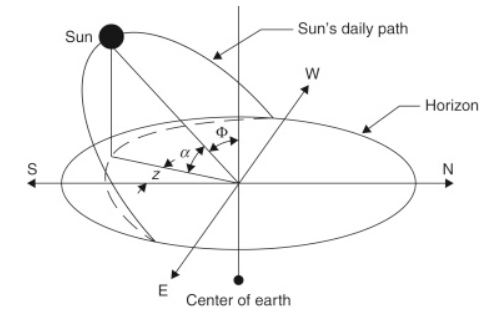 Sun
Sun's daily path
W
Horizon
Φ
α
S
z
N
E
Center of earth